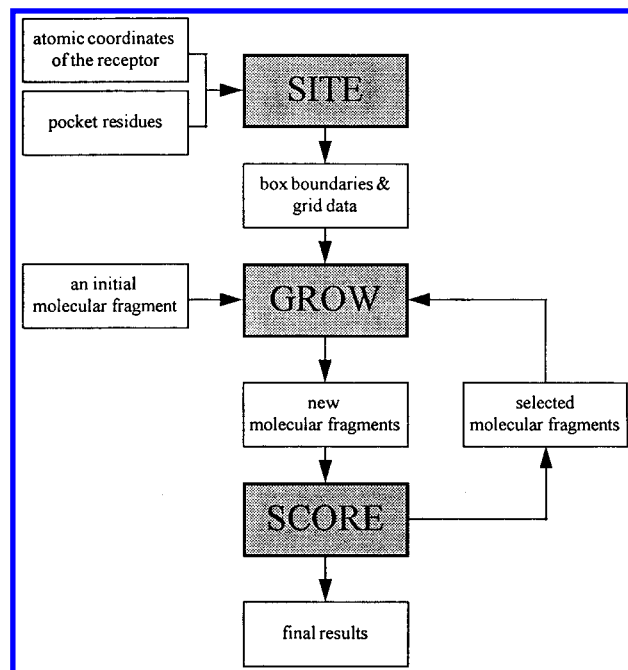 atomic coordinates
of the receptor
SITE
pocket residues
box boundaries &
grid data
an initial
molecular fragment
GROW
new
molecular fragments
selected
molecular fragments
SCORE
final results